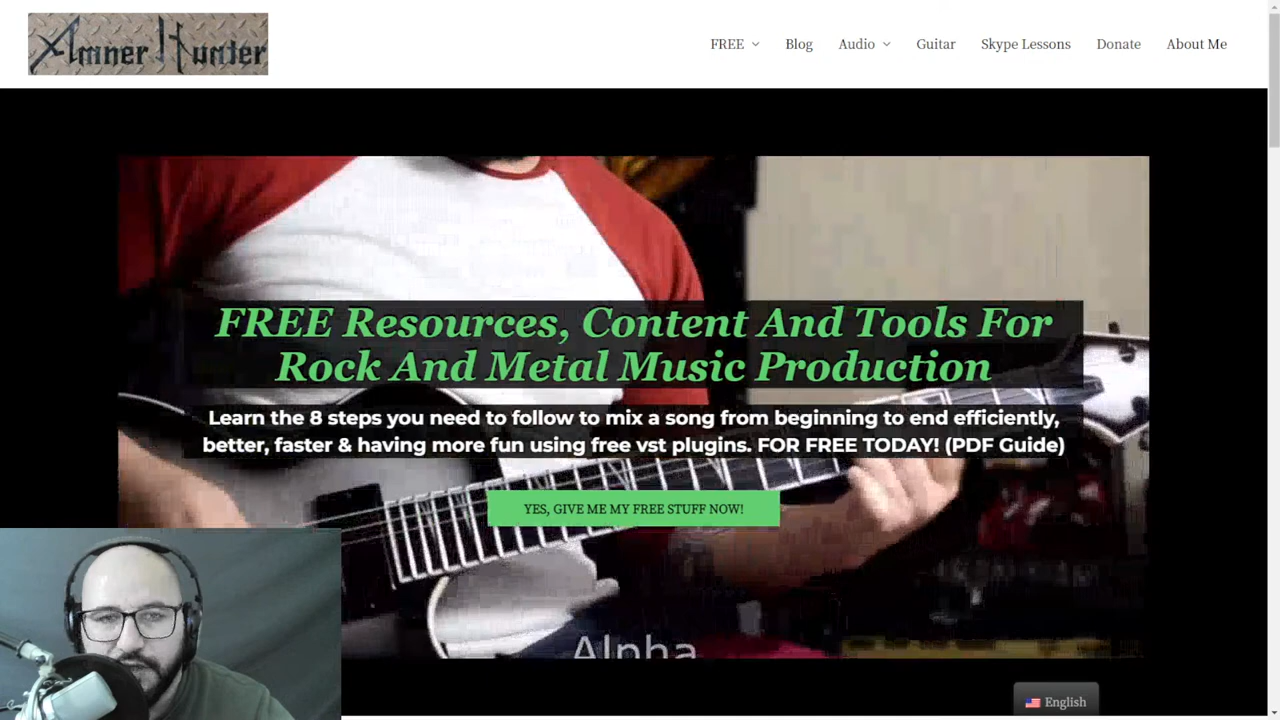 Amner Hunter
FREE
Blog
Audio
Guitar
Skype Lessons
Donate
About Me
FREE Resources, Content And Tools For
Rock And Metal Music Production
Learn the 8 steps you need to follow to mix a song from beginning to end efficiently,
better, faster & having more fun using free vst plugins. FOR FREE TODAY! (PDF Guide)
YES, GIVE ME MY FREE STUFF NOW!
Alpha
English